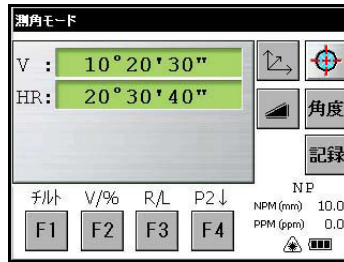 測角モード
V : 10°20'30"
HR: 20°30'40"
角度
記録
NP
チルト V/% R/L P2↓
NPM (mm) 10.0
PPM (ppm) 0.0
F1 F2 F3 F4